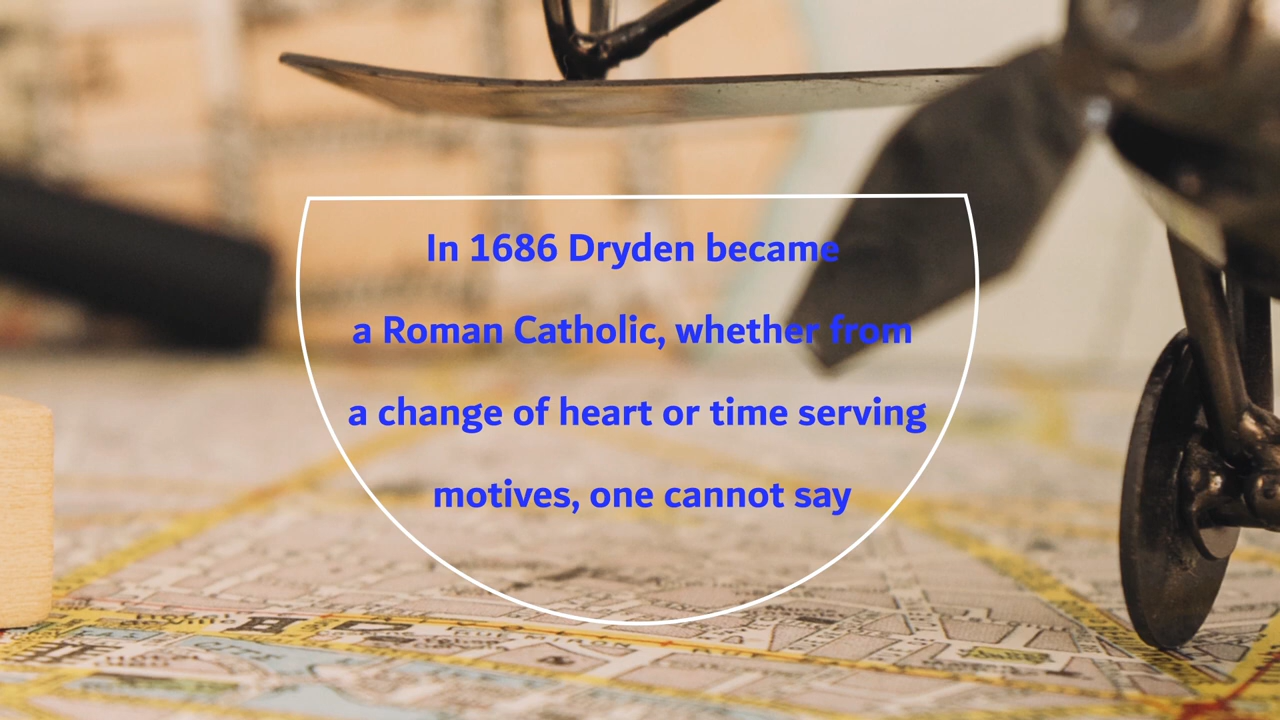 In 1686 Dryden became
a Roman Catholic, whether from
a change of heart or time serving
motives, one cannot say